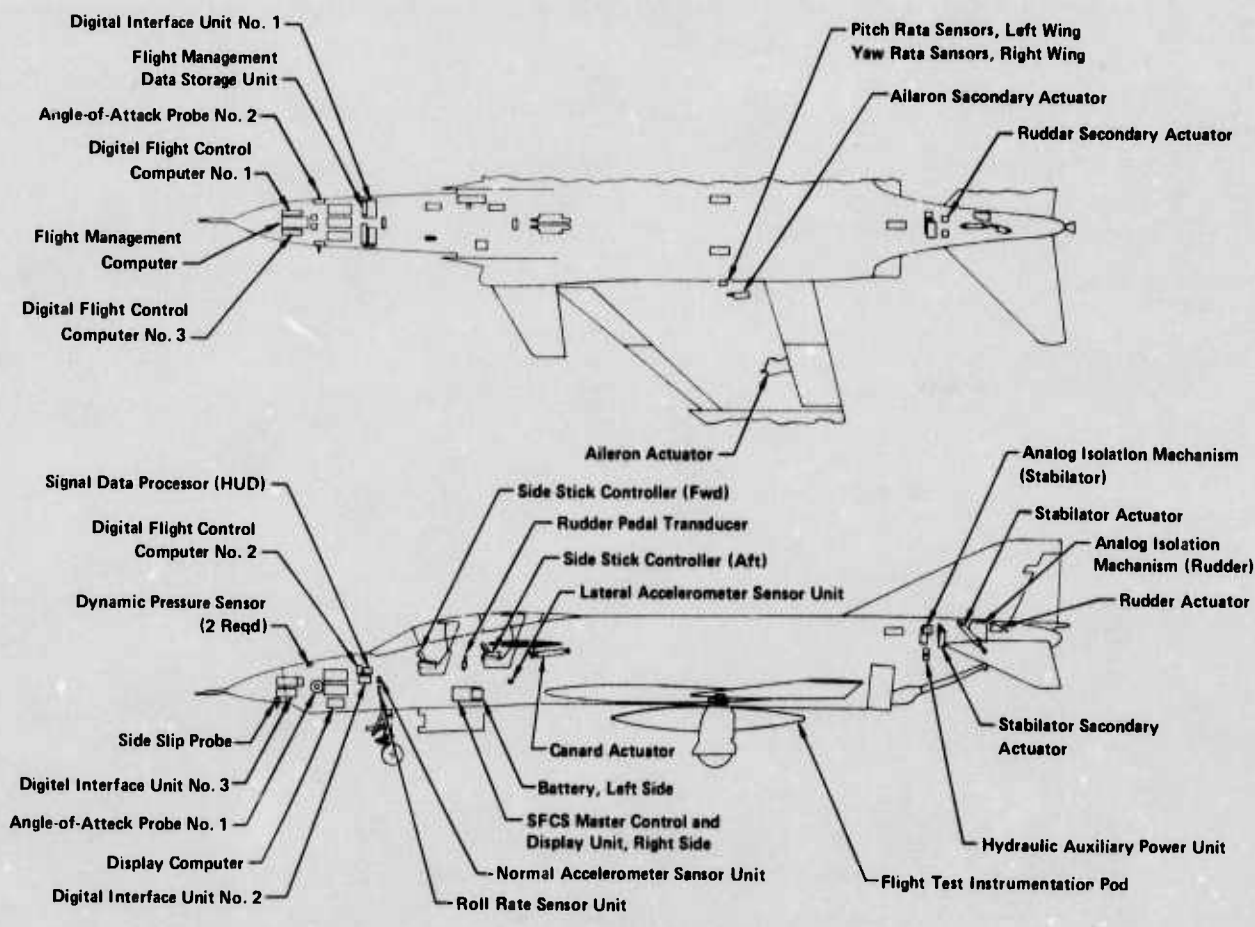 Digital Interface Unit No. 1
Flight Management
Data Storage Unit
Angle-of-Attack Probe No. 2
Digitel Flight Control
Computer No. 1
Flight Management
Computer
Digital Flight Control
Computer No. 3
Pitch Rata Sensors, Laft Wing
Yaw Rata Sansors, Right Wing
Ailaron Sacondary Actuator
Ruddar Secondary Actuator
Aileron Actuator
Signal Data Processor (HUD)
Digital Flight Control
Computer No. 2
Dynamic Pressure Sensor
(2 Reqd)
Side Slip Probe
Digitel Interface Unit No. 3
Angle-of-Atteck Probe No. 1
Display Computer
Digital Interface Unit No. 2
Side Stick Controller (Fwd)
Rudder Pedal Transducer
Side Stick Controller (Aft)
Lateral Accelerometer Sensor Unit
Canard Actuator
Battery, Left Side
SFCS Master Control and
Display Unit, Right Side
Normal Accelerometer Sansor Unit
Roll Rate Sensor Unit
Analog Isolation Mechanism
(Stabilator)
Stabilator Actuator
Analog Isolation
Machanism (Rudder)
Rudder Actuator
Stabilator Sacondary
Actuator
Hydraulic Auxiliary Power Unit
Flight Test Instrumentation Pod